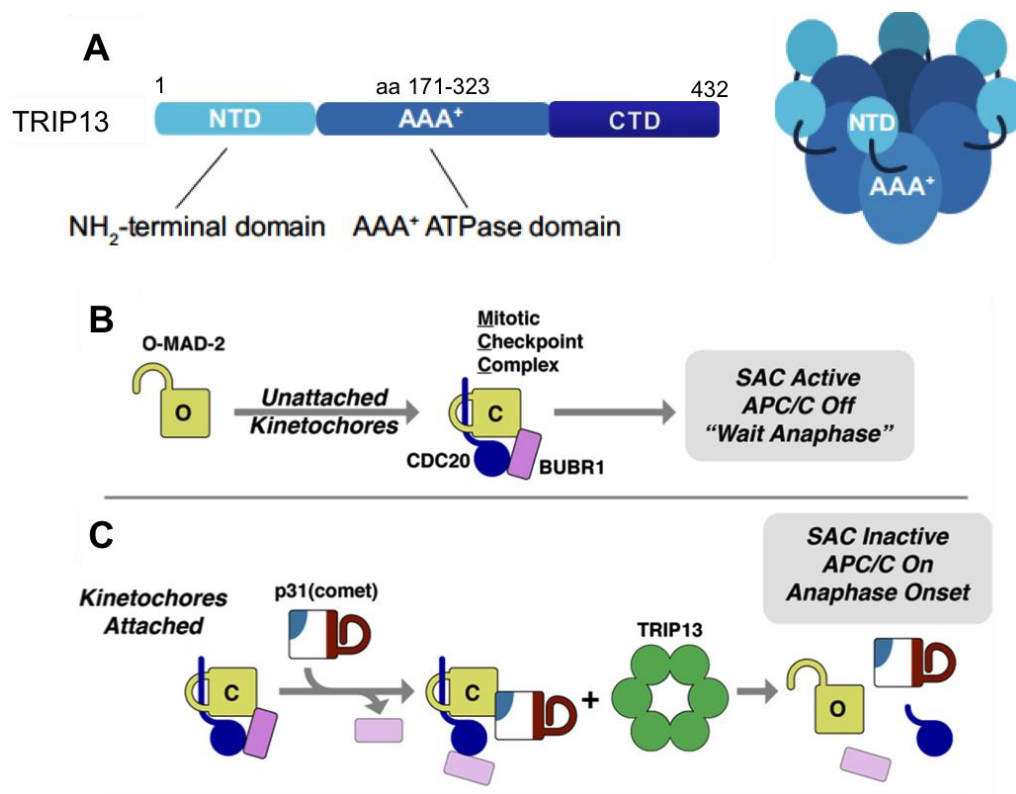 A
1
aa 171-323
432
TRIP13
NTD
AAA+
CTD
NH2-terminal domain
AAA+ ATPase domain
NTD
AAA+
B
O-MAD-2
O
Unattached
Kinetochores
Mitotic
Checkpoint
Complex
C
CDC20
BUBR1
SAC Active
APC/C Off
“Wait Anaphase”
C
Kinetochores
Attached
p31(comet)
C
C
+
TRIP13
SAC Inactive
APC/C On
Anaphase Onset
O